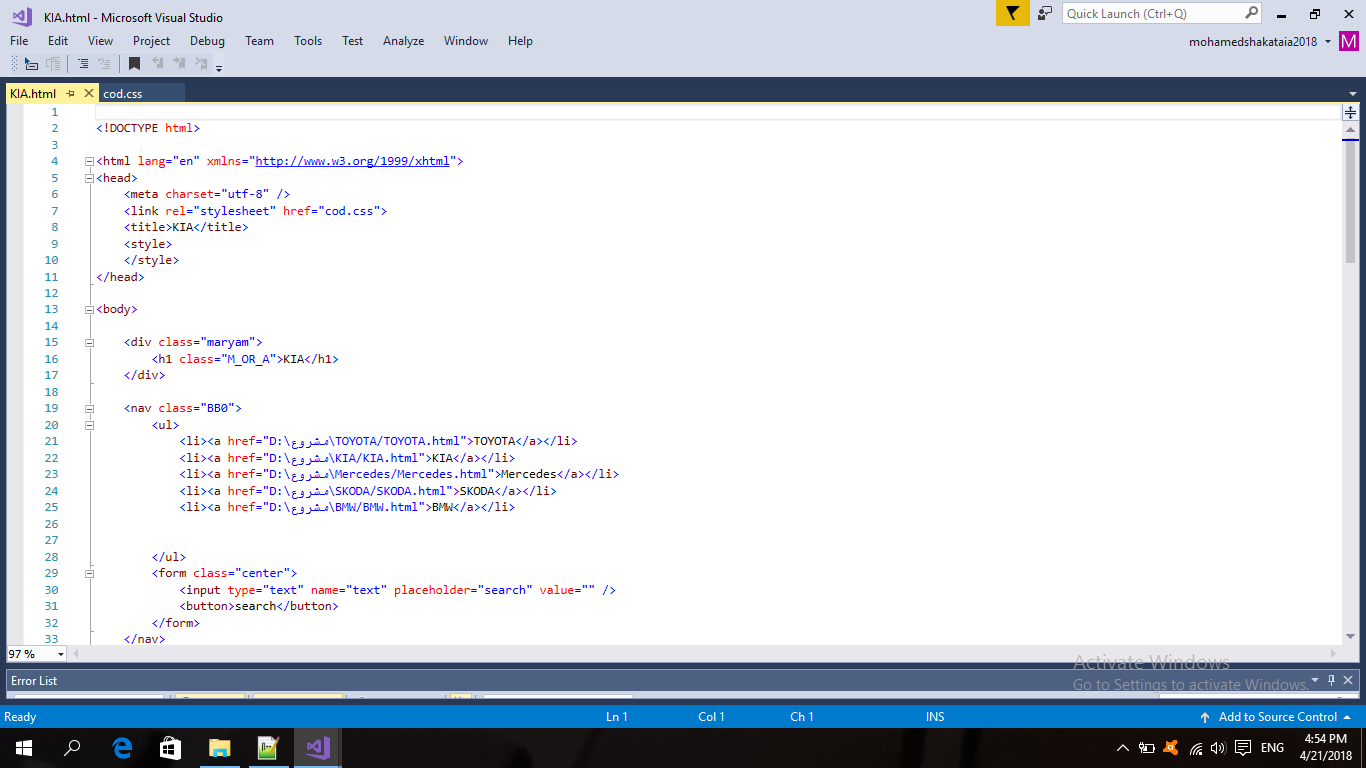 KIA.html - Microsoft Visual Studio
Quick Launch (Ctrl+Q)
File Edit View Project Debug Team Tools Test Analyze Window Help
mohamedshakataia2018 M
KIA.html cod.css
1
2 <!DOCTYPE html>
3
4 <html lang="en" xmlns="http://www.w3.org/1999/xhtml">
5 <head>
6 <meta charset="utf-8" />
7 <link rel="stylesheet" href="cod.css">
8 <title>KIA</title>
9 <style>
10 </style>
11 </head>
12
13 <body>
14
15 <div class="maryam">
16 <h1 class="M_OR_A">KIA</h1>
17 </div>
18
19 <nav class="BB0">
20 <ul>
21 <li><a href="D:\مشروع\TOYOTA/TOYOTA.html">TOYOTA</a></li>
22 <li><a href="D:\مشروع\KIA/KIA.html">KIA</a></li>
23 <li><a href="D:\مشروع\Mercedes/Mercedes.html">Mercedes</a></li>
24 <li><a href="D:\مشروع\SKODA/SKODA.html">SKODA</a></li>
25 <li><a href="D:\مشروع\BMW/BMW.html">BMW</a></li>
26
27
28 </ul>
29 <form class="center">
30 <input type="text" name="text" placeholder="search" value="" />
31 <button>search</button>
32 </form>
33 </nav>
97 %
Activate Windows
Go to Settings to activate Windows.
Error List
Ready Ln 1 Col 1 Ch 1 INS Add to Source Control
ENG
4:54 PM
4/21/2018